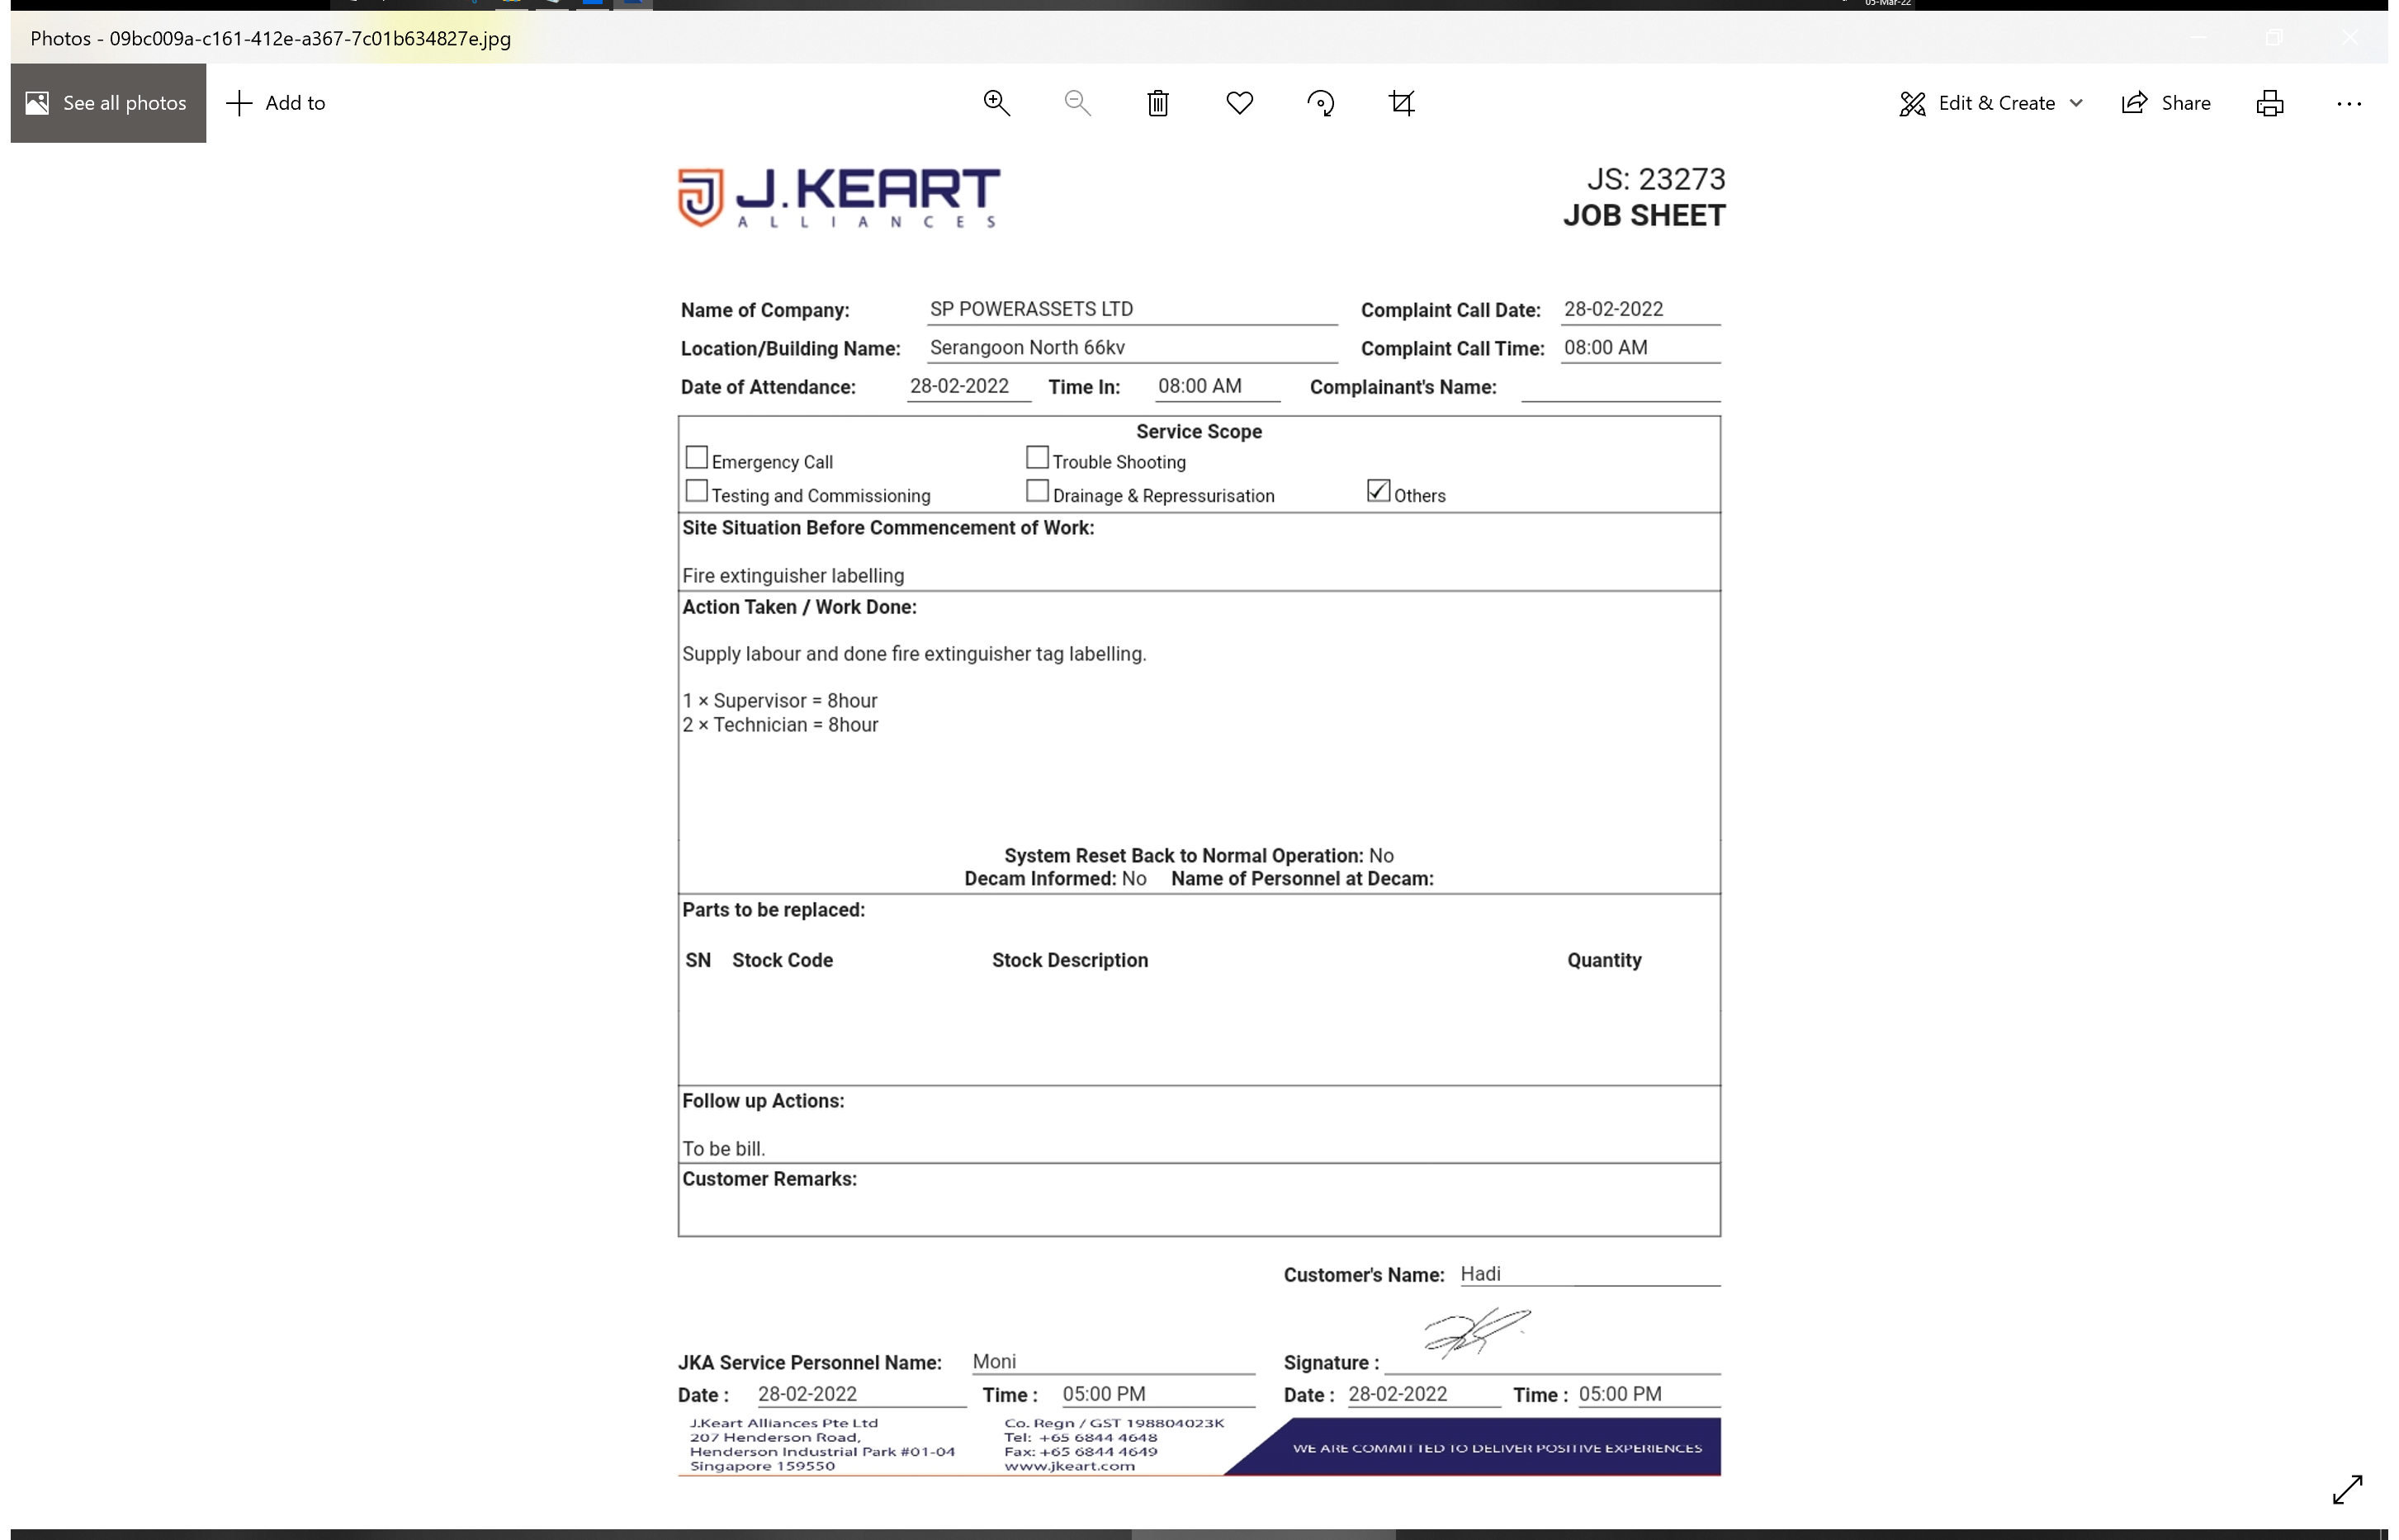 05-Mar-22
Photos - 09bc009a-c161-412e-a367-7c01b634827e.jpg
See all photos
Add to
Edit & Create
Share
J.KEART
ALLIANCES
JS: 23273
JOB SHEET
Name of Company: SP POWERASSETS LTD Complaint Call Date: 28-02-2022
Location/Building Name: Serangoon North 66kv Complaint Call Time: 08:00 AM
Date of Attendance: 28-02-2022 Time In: 08:00 AM Complainant's Name:
Service Scope
Emergency Call Trouble Shooting
Testing and Commissioning Drainage & Repressurisation Others
Site Situation Before Commencement of Work:
Fire extinguisher labelling
Action Taken / Work Done:
Supply labour and done fire extinguisher tag labelling.
1 × Supervisor = 8hour
2 × Technician = 8hour
System Reset Back to Normal Operation: No
Decam Informed: No Name of Personnel at Decam:
Parts to be replaced:
SN Stock Code Stock Description Quantity
Follow up Actions:
To be bill.
Customer Remarks:
Customer's Name: Hadi
JKA Service Personnel Name: Moni Signature :
Date : 28-02-2022 Time : 05:00 PM Date : 28-02-2022 Time : 05:00 PM
J.Keart Alliances Pte Ltd
207 Henderson Road,
Henderson Industrial Park #01-04
Singapore 159550
Co. Regn / GST 198804023K
Tel: +65 6844 4648
Fax: +65 6844 4649
www.jkeart.com
WE ARE COMMITTED TO DELIVER POSITIVE EXPERIENCES